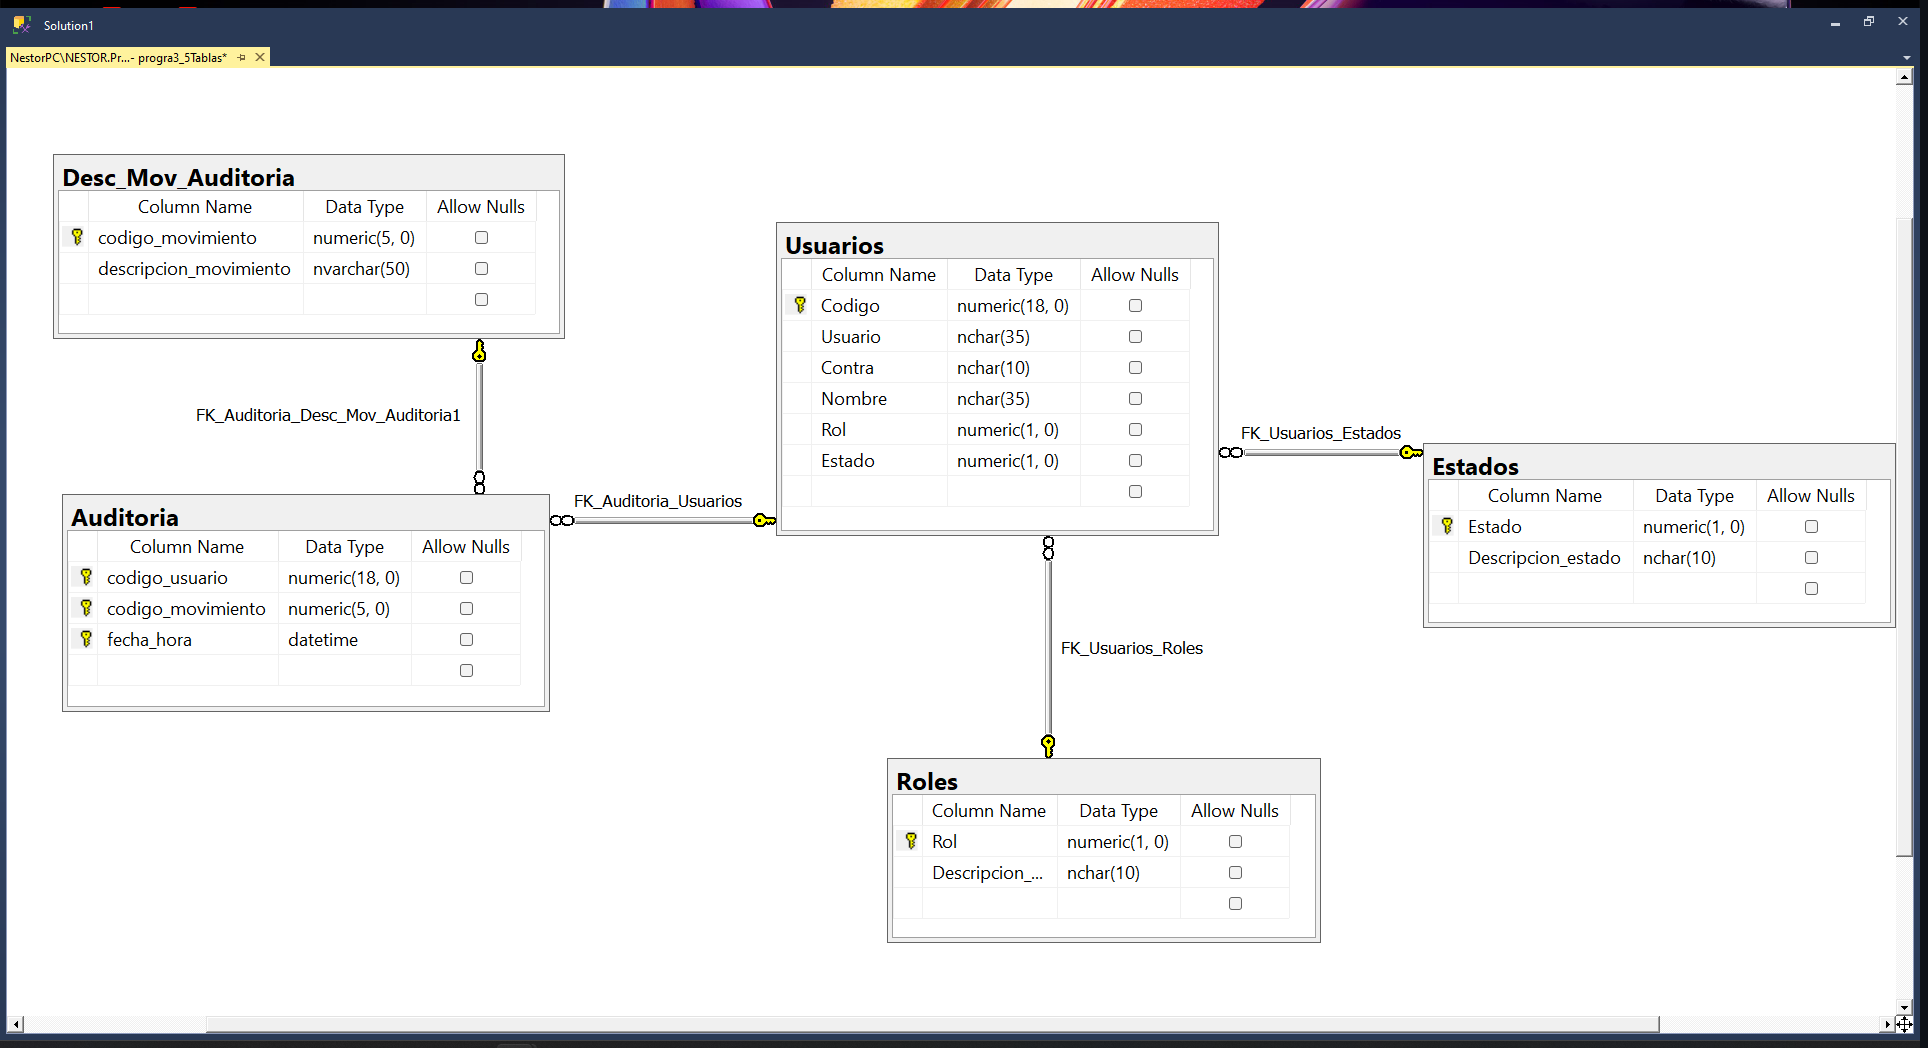 Solution1
NestorPC\NESTOR.Pr...- progra3_5Tablas*
Desc_Mov_Auditoria
Column Name Data Type Allow Nulls
codigo_movimiento numeric(5, 0)
descripcion_movimiento nvarchar(50)
FK_Auditoria_Desc_Mov_Auditoria1
Auditoria
Column Name Data Type Allow Nulls
codigo_usuario numeric(18, 0)
codigo_movimiento numeric(5, 0)
fecha_hora datetime
FK_Auditoria_Usuarios
Usuarios
Column Name Data Type Allow Nulls
Codigo numeric(18, 0)
Usuario nchar(35)
Contra nchar(10)
Nombre nchar(35)
Rol numeric(1, 0)
Estado numeric(1, 0)
FK_Usuarios_Estados
Estados
Column Name Data Type Allow Nulls
Estado numeric(1, 0)
Descripcion_estado nchar(10)
FK_Usuarios_Roles
Roles
Column Name Data Type Allow Nulls
Rol numeric(1, 0)
Descripcion_... nchar(10)